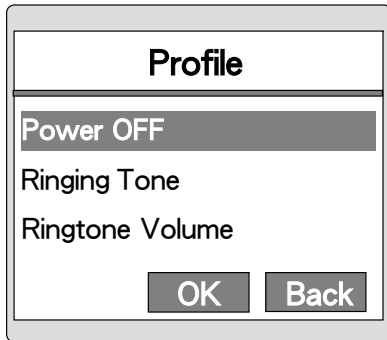 Profile
Power OFF
Ringing Tone
Ringtone Volume
OK Back